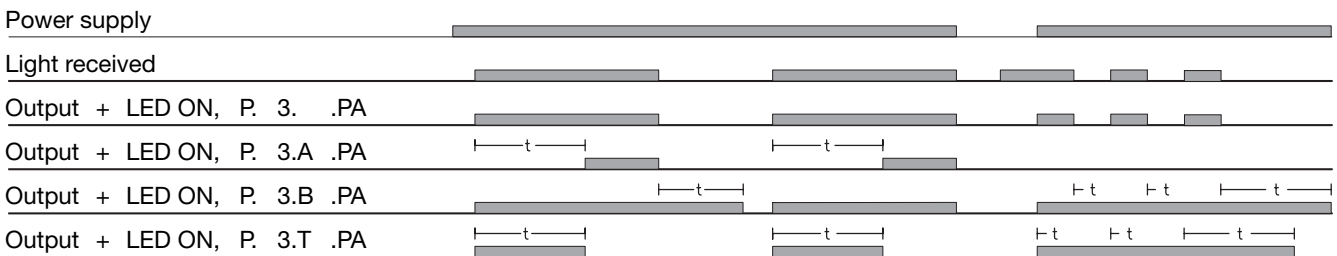 Power supply
Light received
Output + LED ON, P. 3. .PA
Output + LED ON, P. 3.A .PA
t t
Output + LED ON, P. 3.B .PA
t t t t
Output + LED ON, P. 3.T .PA
t t t t t